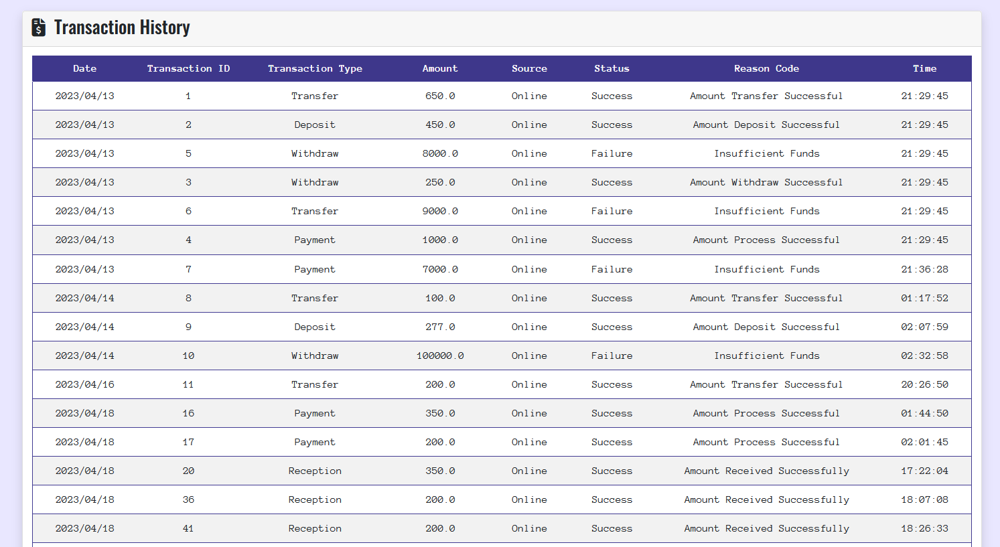 Transaction History
Date Transaction ID Transaction Type Amount Source Status Reason Code Time
2023/04/13 1 Transfer 650.0 Online Success Amount Transfer Successful 21:29:45
2023/04/13 2 Deposit 450.0 Online Success Amount Deposit Successful 21:29:45
2023/04/13 5 Withdraw 8000.0 Online Failure Insufficient Funds 21:29:45
2023/04/13 3 Withdraw 250.0 Online Success Amount Withdraw Successful 21:29:45
2023/04/13 6 Transfer 9000.0 Online Failure Insufficient Funds 21:29:45
2023/04/13 4 Payment 1000.0 Online Success Amount Process Successful 21:29:45
2023/04/13 7 Payment 7000.0 Online Failure Insufficient Funds 21:36:28
2023/04/14 8 Transfer 100.0 Online Success Amount Transfer Successful 01:17:52
2023/04/14 9 Deposit 277.0 Online Success Amount Deposit Successful 02:07:59
2023/04/14 10 Withdraw 100000.0 Online Failure Insufficient Funds 02:32:58
2023/04/16 11 Transfer 200.0 Online Success Amount Transfer Successful 20:26:50
2023/04/18 16 Payment 350.0 Online Success Amount Process Successful 01:44:50
2023/04/18 17 Payment 200.0 Online Success Amount Process Successful 02:01:45
2023/04/18 20 Reception 350.0 Online Success Amount Received Successfully 17:22:04
2023/04/18 36 Reception 200.0 Online Success Amount Received Successfully 18:07:08
2023/04/18 41 Reception 200.0 Online Success Amount Received Successfully 18:26:33